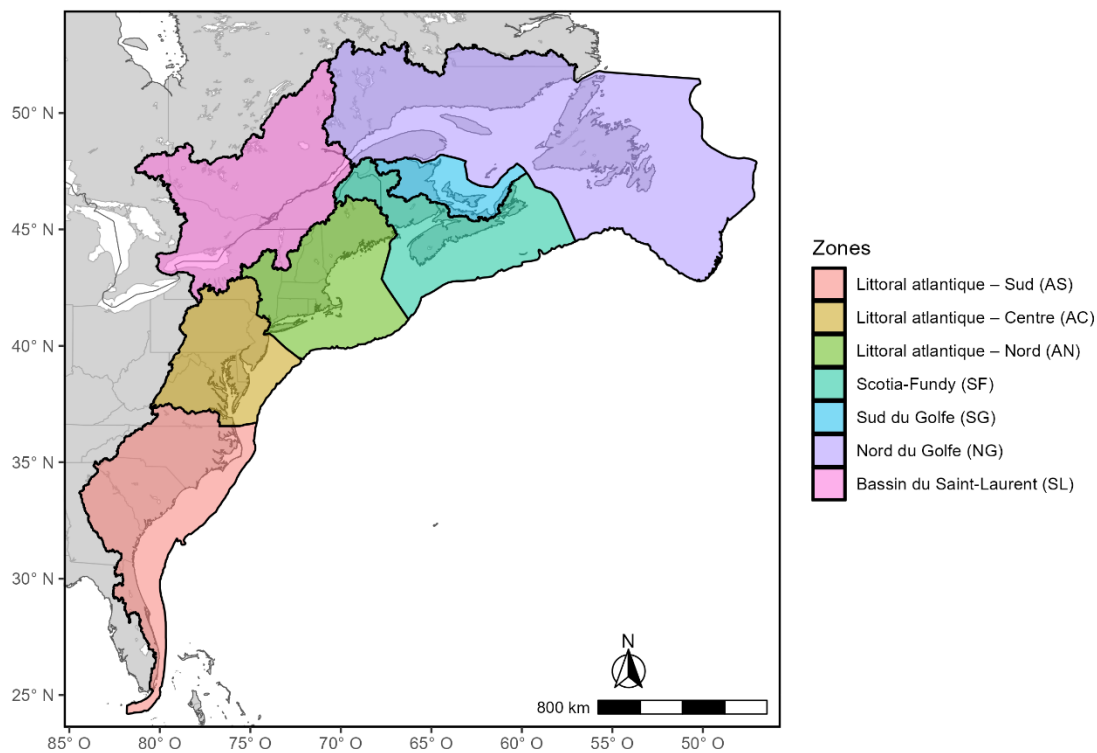 50° N
45° N
40° N
35° N
30° N
25° N
85° O 80° O 75° O 70° O 65° O 60° O 55° O 50° O
N
800 km
Zones
Littoral atlantique – Sud (AS)
Littoral atlantique – Centre (AC)
Littoral atlantique – Nord (AN)
Scotia-Fundy (SF)
Sud du Golfe (SG)
Nord du Golfe (NG)
Bassin du Saint-Laurent (SL)